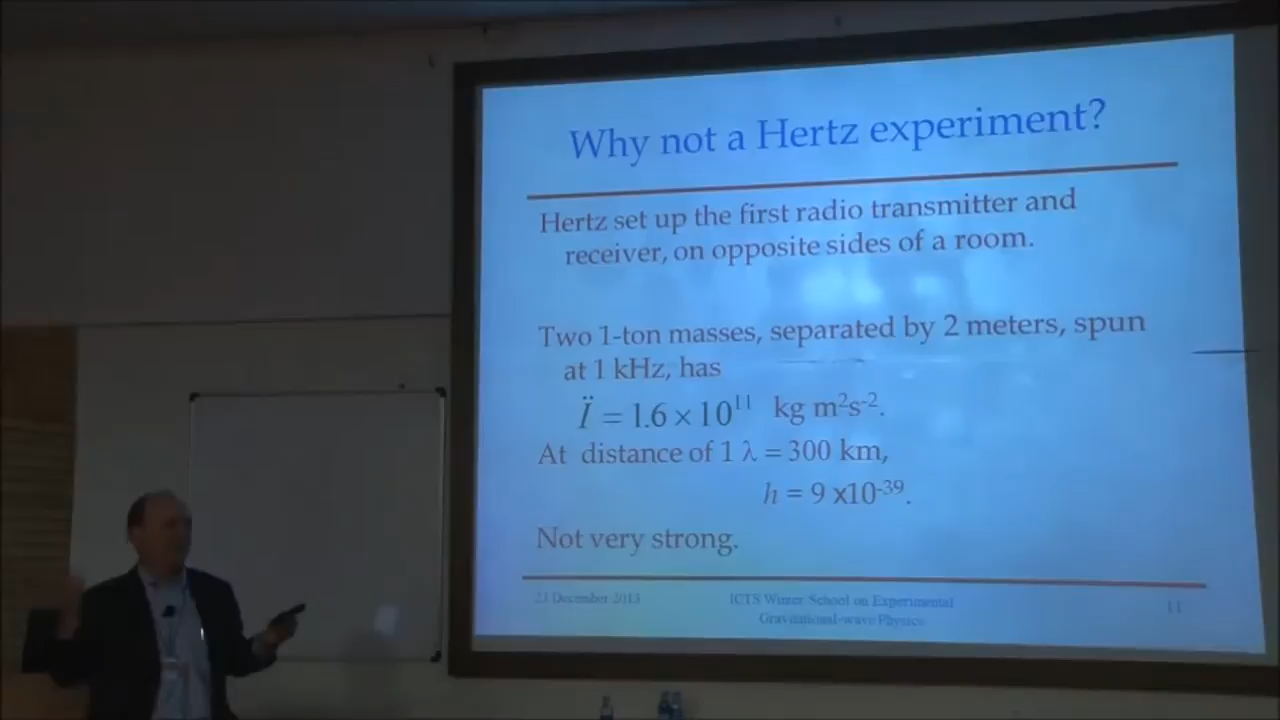 Why not a Hertz experiment?
Hertz set up the first radio transmitter and
receiver, on opposite sides of a room.
Two 1-ton masses, separated by 2 meters, spun
at 1 kHz, has
Ï = 1.6 × 10¹¹ kg m²s⁻².
At distance of 1 λ = 300 km,
h = 9 x10⁻³⁹.
Not very strong.
23 December 2013
ICTS Winter School on Experimental
Gravitational-wave Physics
11